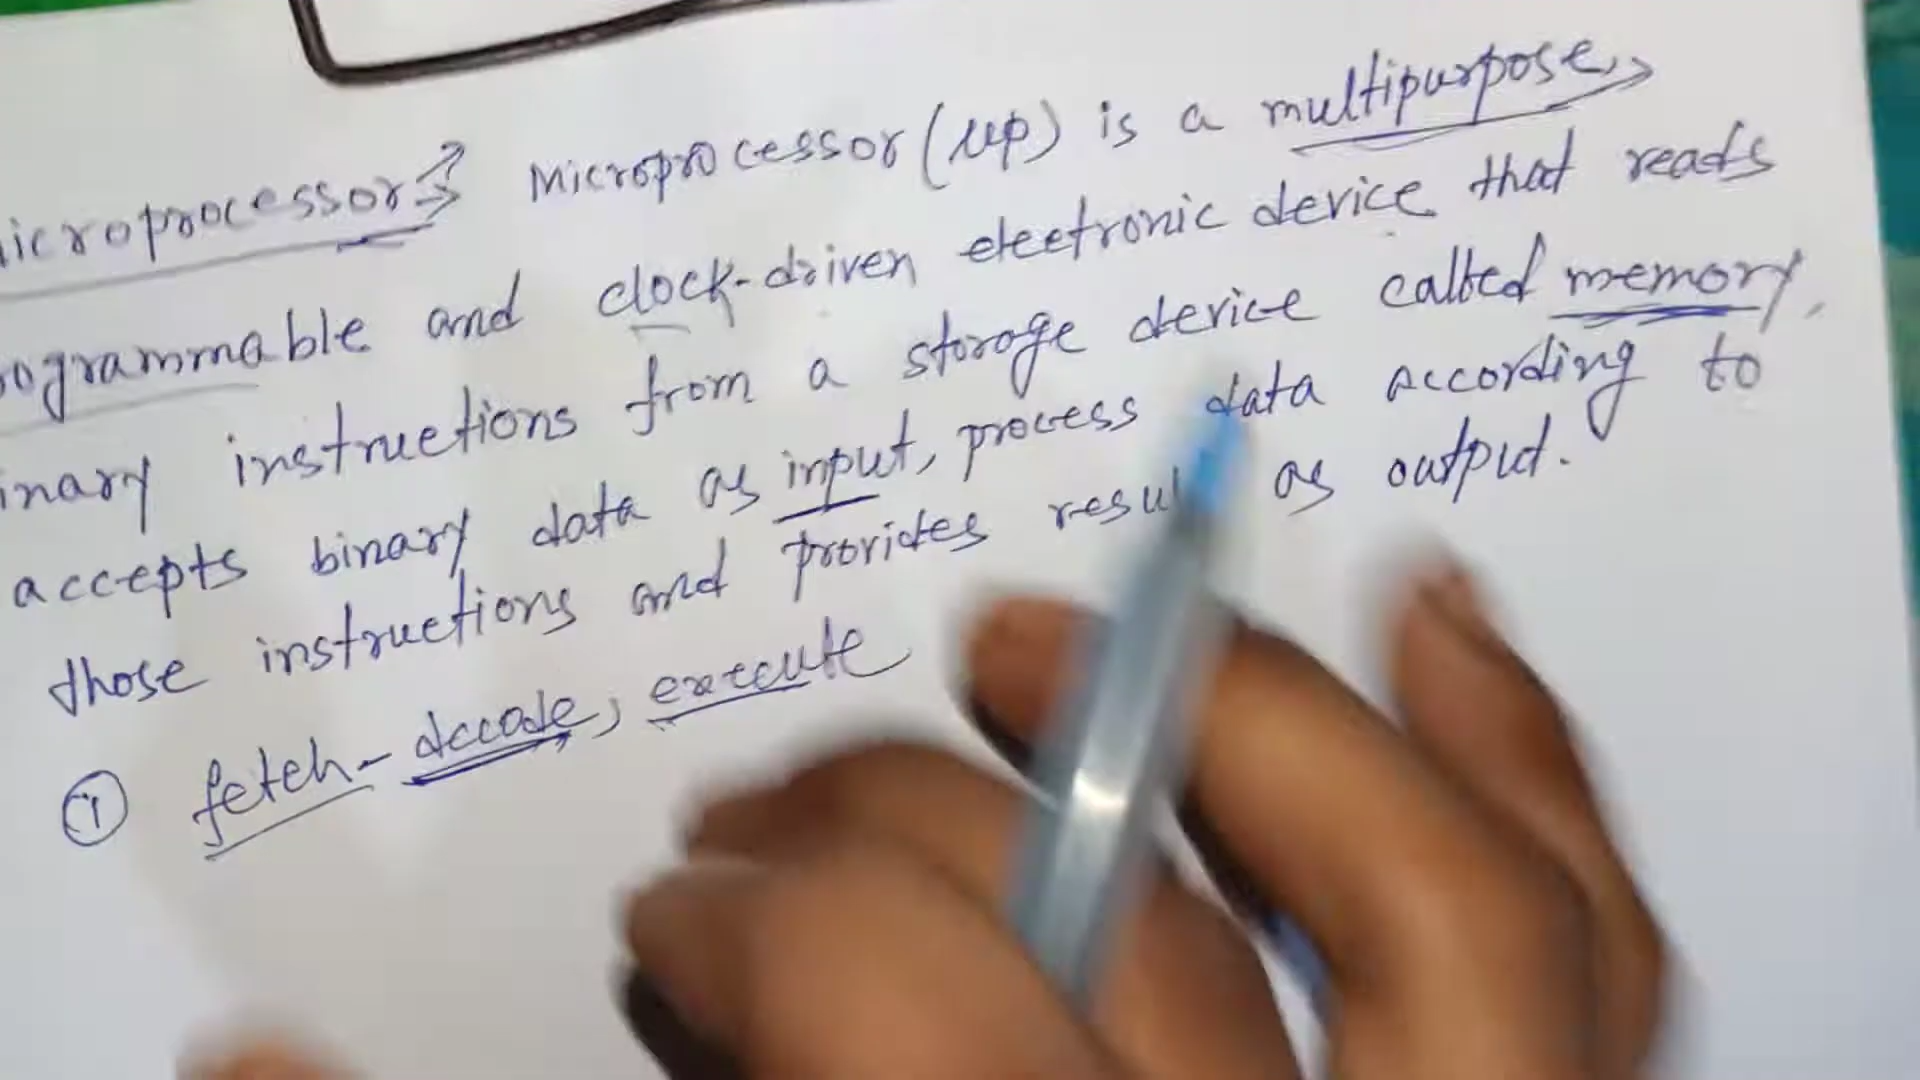 icroprocessor → Microprocessor (μp) is a multipurpose,
ogrammable and clock-driven electronic device that reads
inary instructions from a storage device called memory,
accepts binary data as input, process data according to
those instructions and provides resul as output.
① fetch - decode, execute